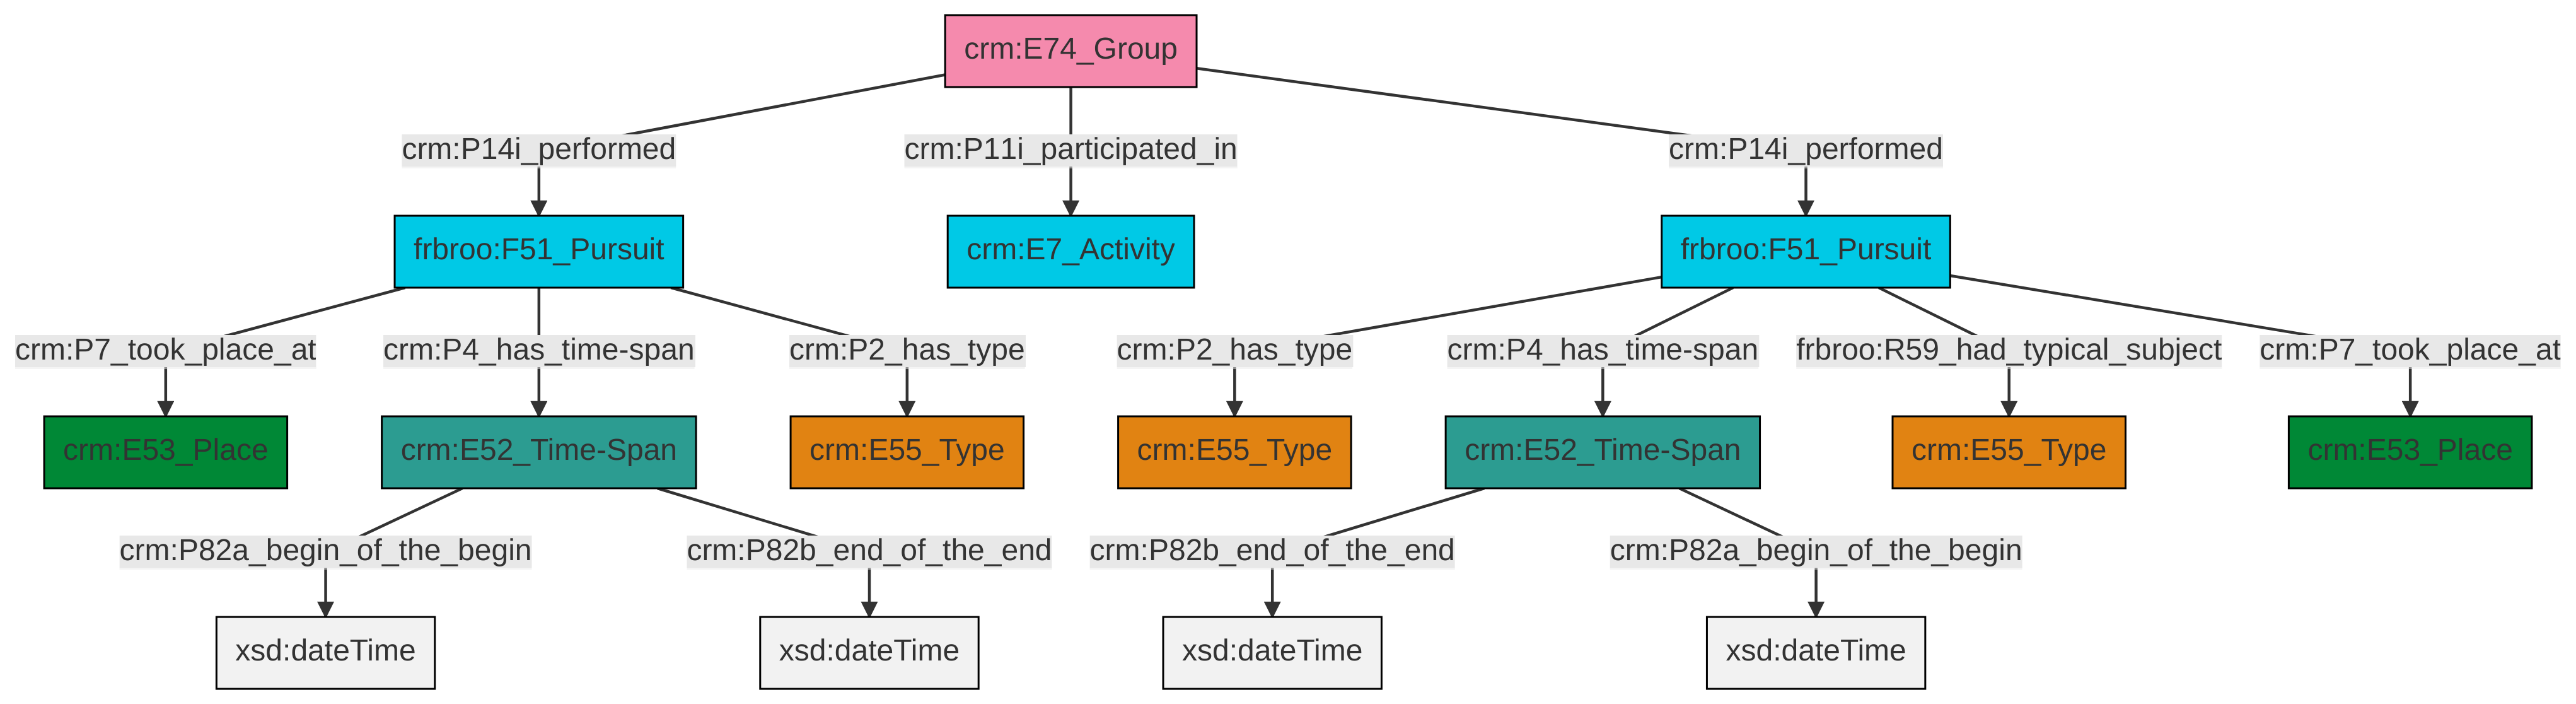 crm:E74_Group
crm:P14i_performed
crm:P11i_participated_in
crm:P14i_performed
frbroo:F51_Pursuit
crm:E7_Activity
frbroo:F51_Pursuit
crm:P7_took_place_at
crm:P4_has_time-span
crm:P2_has_type
crm:P2_has_type
crm:P4_has_time-span
frbroo:R59_had_typical_subject
crm:P7_took_place_at
crm:E53_Place
crm:E52_Time-Span
crm:E55_Type
crm:E55_Type
crm:E52_Time-Span
crm:E55_Type
crm:E53_Place
crm:P82a_begin_of_the_begin
crm:P82b_end_of_the_end
crm:P82b_end_of_the_end
crm:P82a_begin_of_the_begin
xsd:dateTime
xsd:dateTime
xsd:dateTime
xsd:dateTime